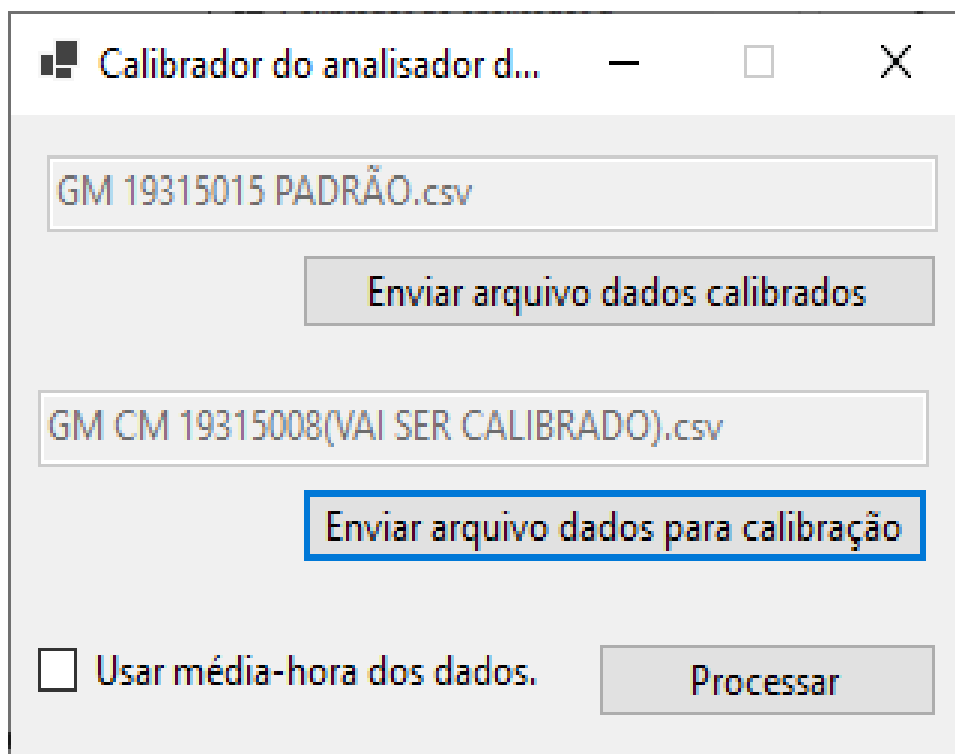 Calibrador do analisador d...
GM 19315015 PADRÃO.csv
Enviar arquivo dados calibrados
GM CM 19315008(VAI SER CALIBRADO).csv
Enviar arquivo dados para calibração
Usar média-hora dos dados.
Processar